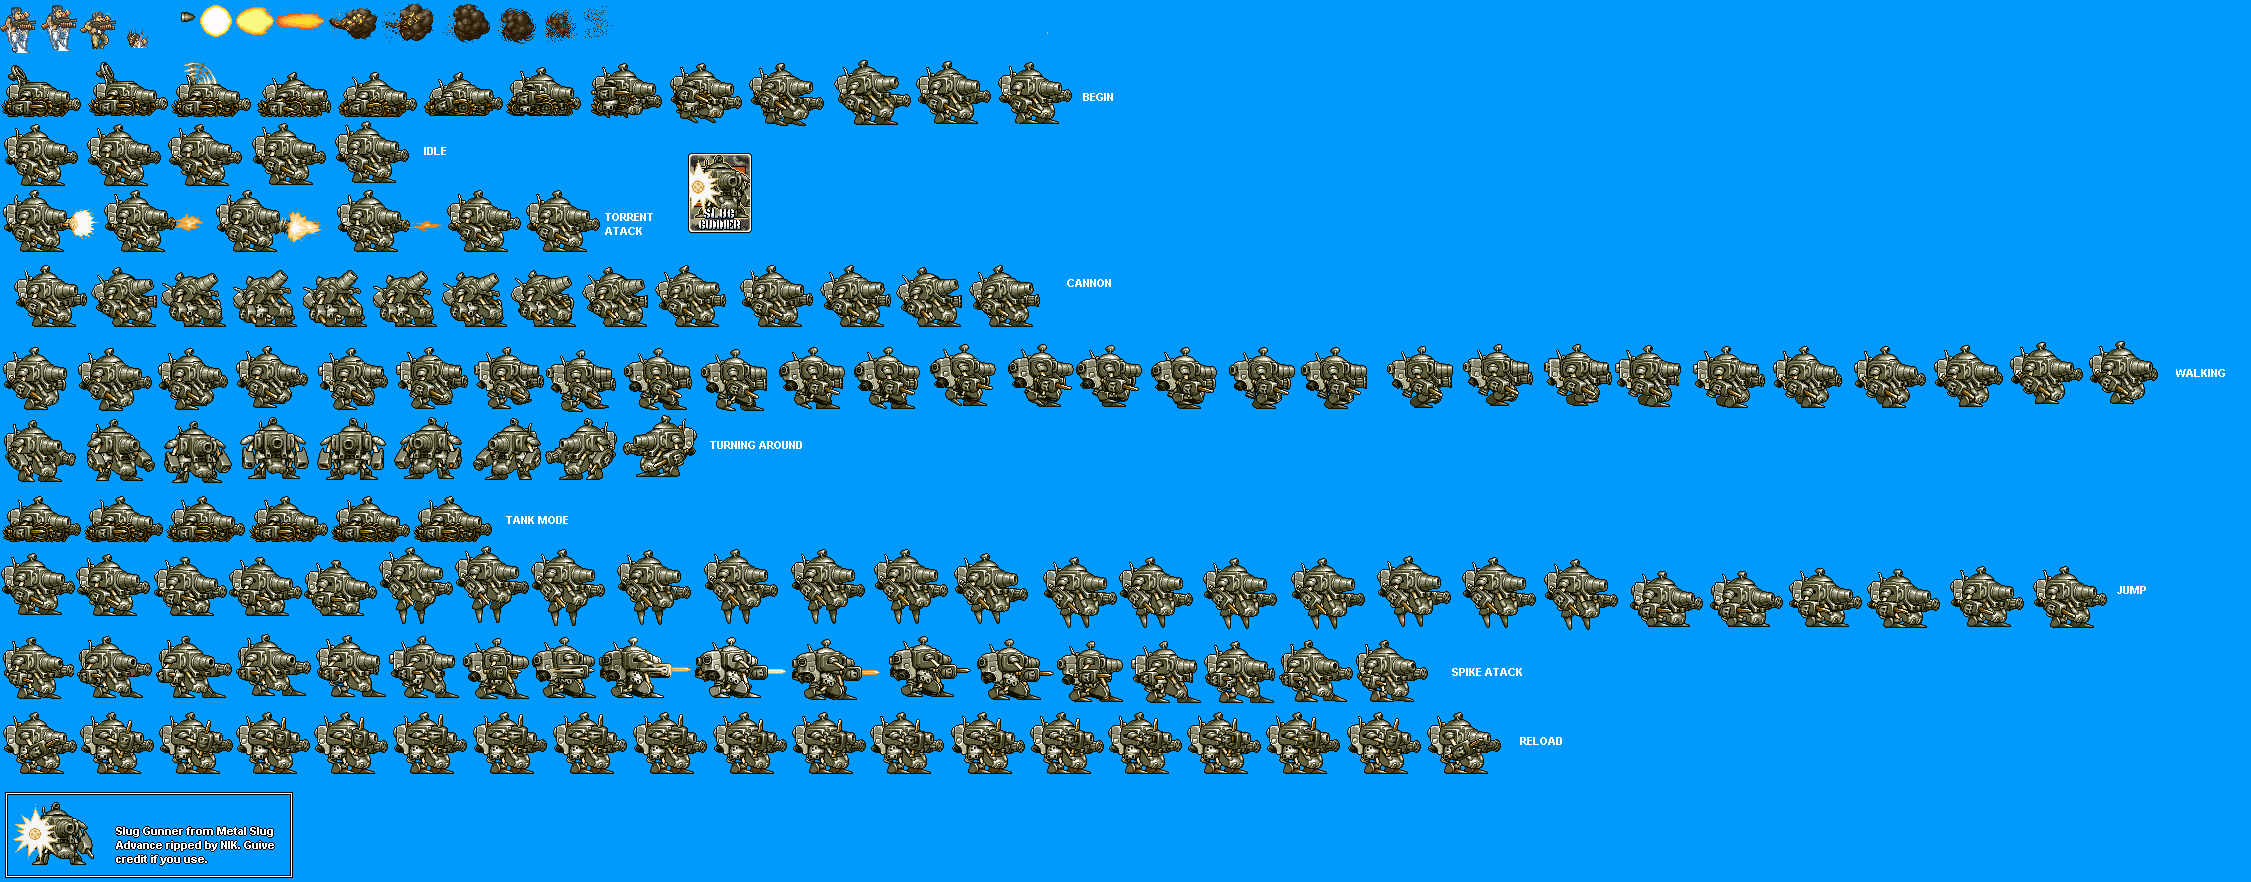 BEGIN
IDLE
SLUG
GUNNER
TORRENT
ATACK
CANNON
WALKING
TURNING AROUND
TANK MODE
JUMP
SPIKE ATACK
RELOAD
Slug Gunner from Metal Slug
Advance ripped by NIK. Guive
credit if you use.